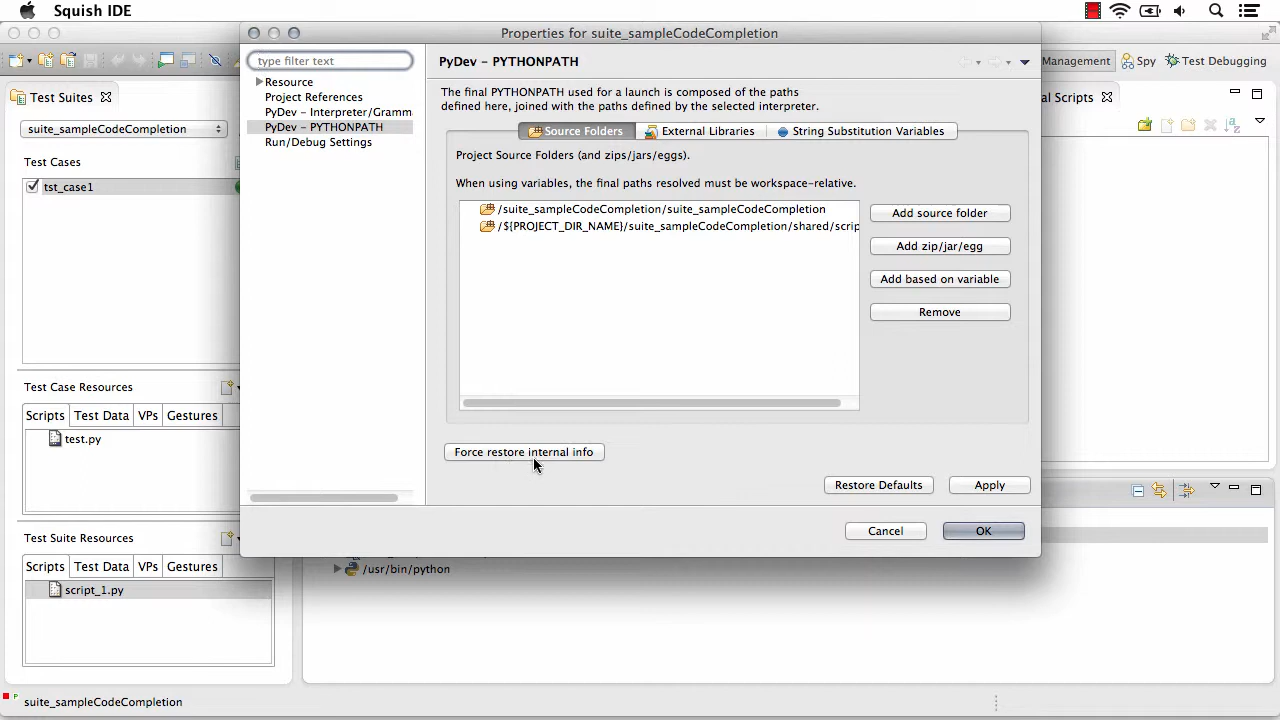 Squish IDE
Properties for suite_sampleCodeCompletion
type filter text
Resource
Project References
PyDev - Interpreter/Gramm
PyDev - PYTHONPATH
Run/Debug Settings
PyDev - PYTHONPATH
The final PYTHONPATH used for a launch is composed of the paths
defined here, joined with the paths defined by the selected interpreter.
Source Folders
External Libraries
String Substitution Variables
Project Source Folders (and zips/jars/eggs).
When using variables, the final paths resolved must be workspace-relative.
/suite_sampleCodeCompletion/suite_sampleCodeCompletion
/${PROJECT_DIR_NAME}/suite_sampleCodeCompletion/shared/scrip
Add source folder
Add zip/jar/egg
Add based on variable
Remove
Force restore internal info
Restore Defaults
Apply
Cancel
OK
Management
Spy
Test Debugging
al Scripts
Test Suites
suite_sampleCodeCompletion
Test Cases
tst_case1
Test Case Resources
Scripts
Test Data
VPs
Gestures
test.py
Test Suite Resources
Scripts
Test Data
VPs
Gestures
script_1.py
/usr/bin/python
suite_sampleCodeCompletion